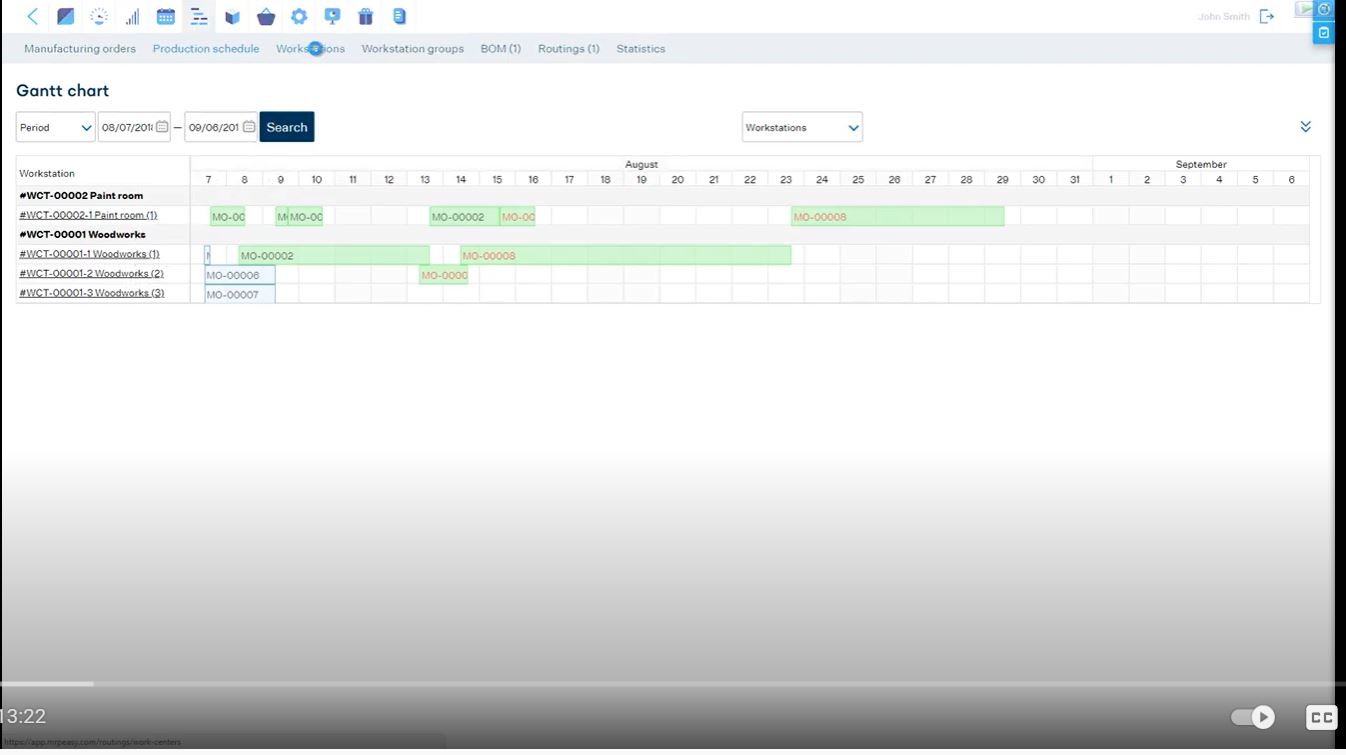 John Smith
Manufacturing orders Production schedule Workstations Workstation groups BOM (1) Routings (1) Statistics
Gantt chart
Period 08/07/201 — 09/06/201 Search Workstations
August September
Workstation
7 8 9 10 11 12 13 14 15 16 17 18 19 20 21 22 23 24 25 26 27 28 29 30 31 1 2 3 4 5 6
#WCT-00002 Paint room
#WCT-00002-1 Paint room (1) MO-00 M MO-00 MO-00002 MO-00 MO-00008
#WCT-00001 Woodworks
#WCT-00001-1 Woodworks (1) MO-00002 MO-00008
#WCT-00001-2 Woodworks (2) MO-00006 MO-0000
#WCT-00001-3 Woodworks (3) MO-00007
13:22
CC
https://app.mrpeasy.com/routings/work-centers